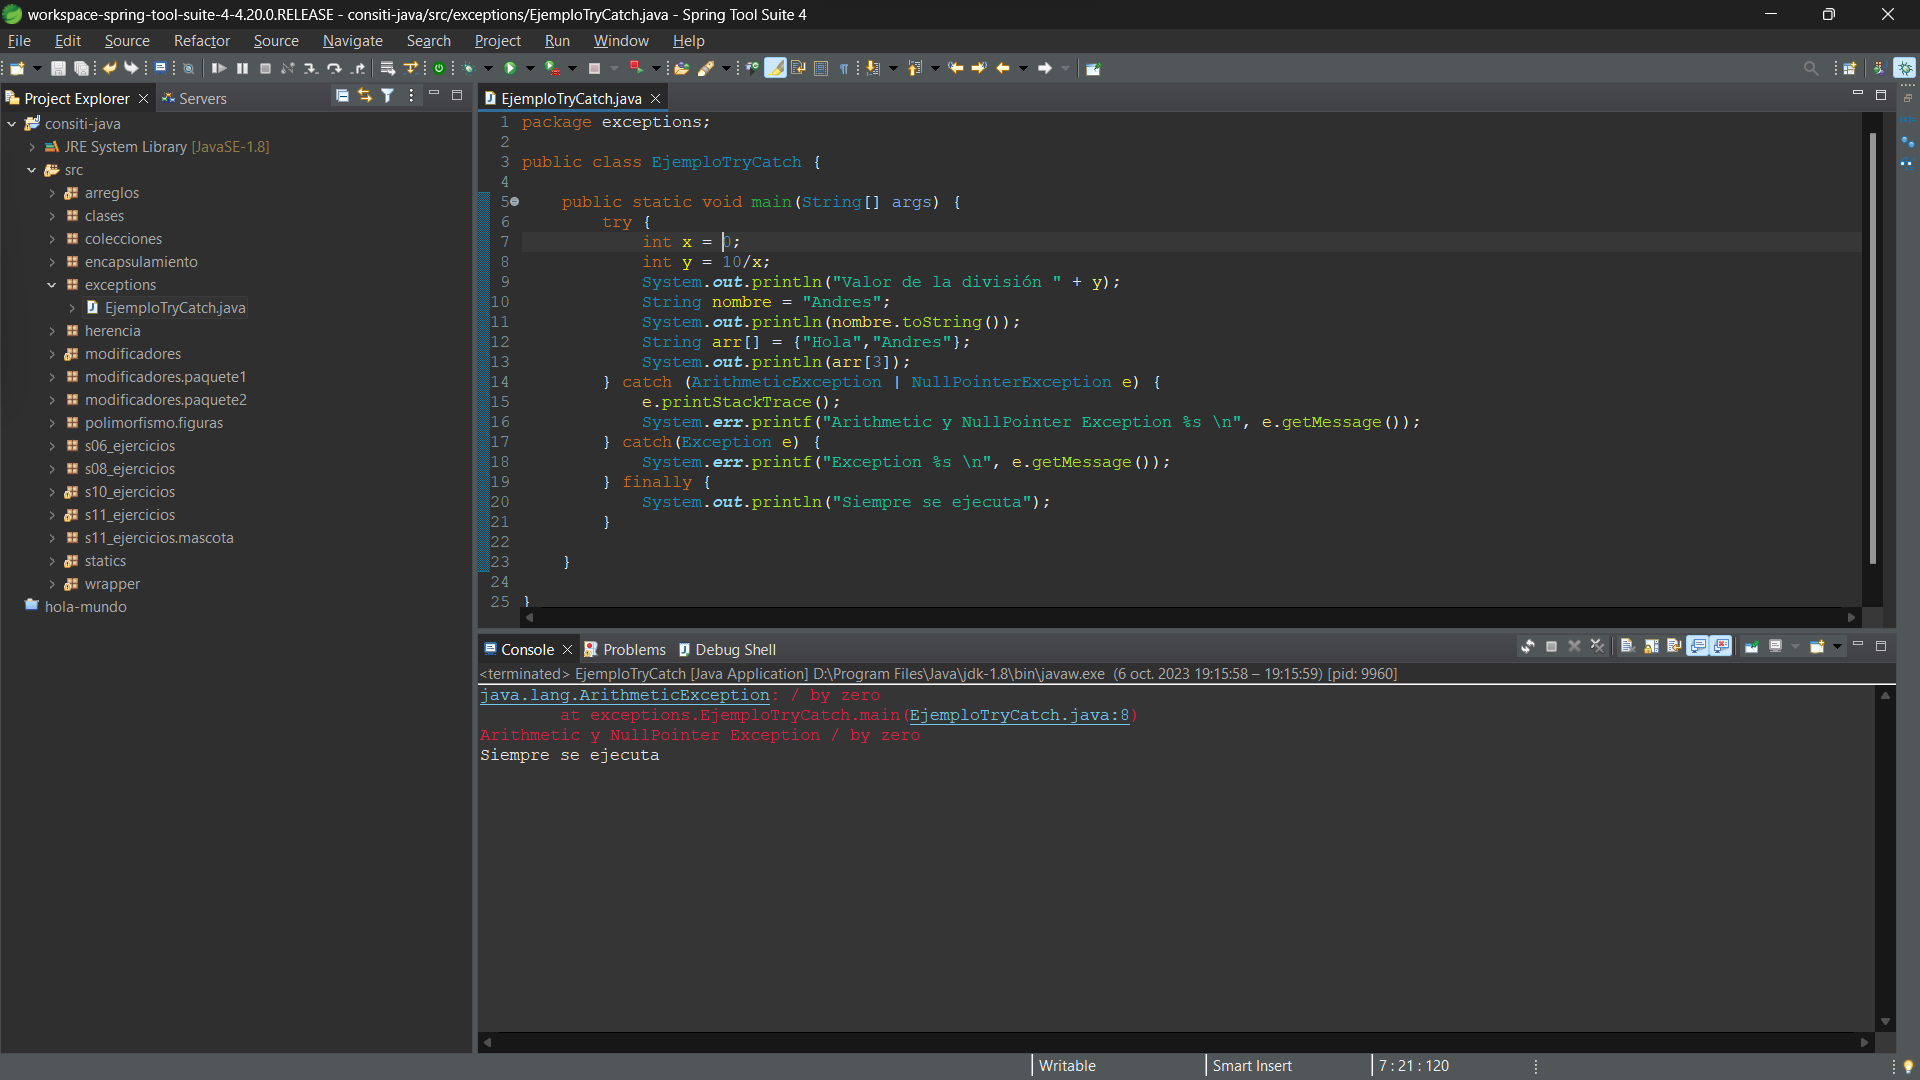 workspace-spring-tool-suite-4-4.20.0.RELEASE - consiti-java/src/exceptions/EjemploTryCatch.java - Spring Tool Suite 4
File Edit Source Refactor Source Navigate Search Project Run Window Help
Project Explorer Servers
consiti-java
JRE System Library [JavaSE-1.8]
src
arreglos
clases
colecciones
encapsulamiento
exceptions
EjemploTryCatch.java
herencia
modificadores
modificadores.paquete1
modificadores.paquete2
polimorfismo.figuras
s06_ejercicios
s08_ejercicios
s10_ejercicios
s11_ejercicios
s11_ejercicios.mascota
statics
wrapper
hola-mundo
EjemploTryCatch.java
1 package exceptions;
2
3 public class EjemploTryCatch {
4
5 public static void main(String[] args) {
6 try {
7 int x = 0;
8 int y = 10/x;
9 System.out.println("Valor de la división " + y);
10 String nombre = "Andres";
11 System.out.println(nombre.toString());
12 String arr[] = {"Hola","Andres"};
13 System.out.println(arr[3]);
14 } catch (ArithmeticException | NullPointerException e) {
15 e.printStackTrace();
16 System.err.printf("Arithmetic y NullPointer Exception %s \n", e.getMessage());
17 } catch(Exception e) {
18 System.err.printf("Exception %s \n", e.getMessage());
19 } finally {
20 System.out.println("Siempre se ejecuta");
21 }
22
23 }
24
25 }
Console Problems Debug Shell
<terminated> EjemploTryCatch [Java Application] D:\Program Files\Java\jdk-1.8\bin\javaw.exe (6 oct. 2023 19:15:58 – 19:15:59) [pid: 9960]
java.lang.ArithmeticException: / by zero
at exceptions.EjemploTryCatch.main(EjemploTryCatch.java:8)
Arithmetic y NullPointer Exception / by zero
Siempre se ejecuta
Writable Smart Insert 7 : 21 : 120